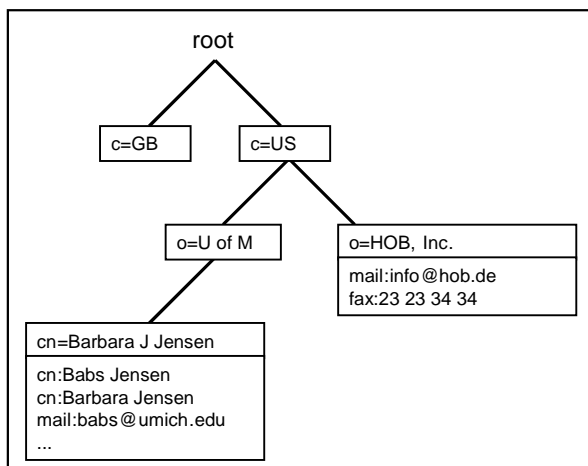 root
c=GB
c=US
o=U of M
o=HOB, Inc.
mail:info@hob.de
fax:23 23 34 34
cn=Barbara J Jensen
cn:Babs Jensen
cn:Barbara Jensen
mail:babs@umich.edu
...